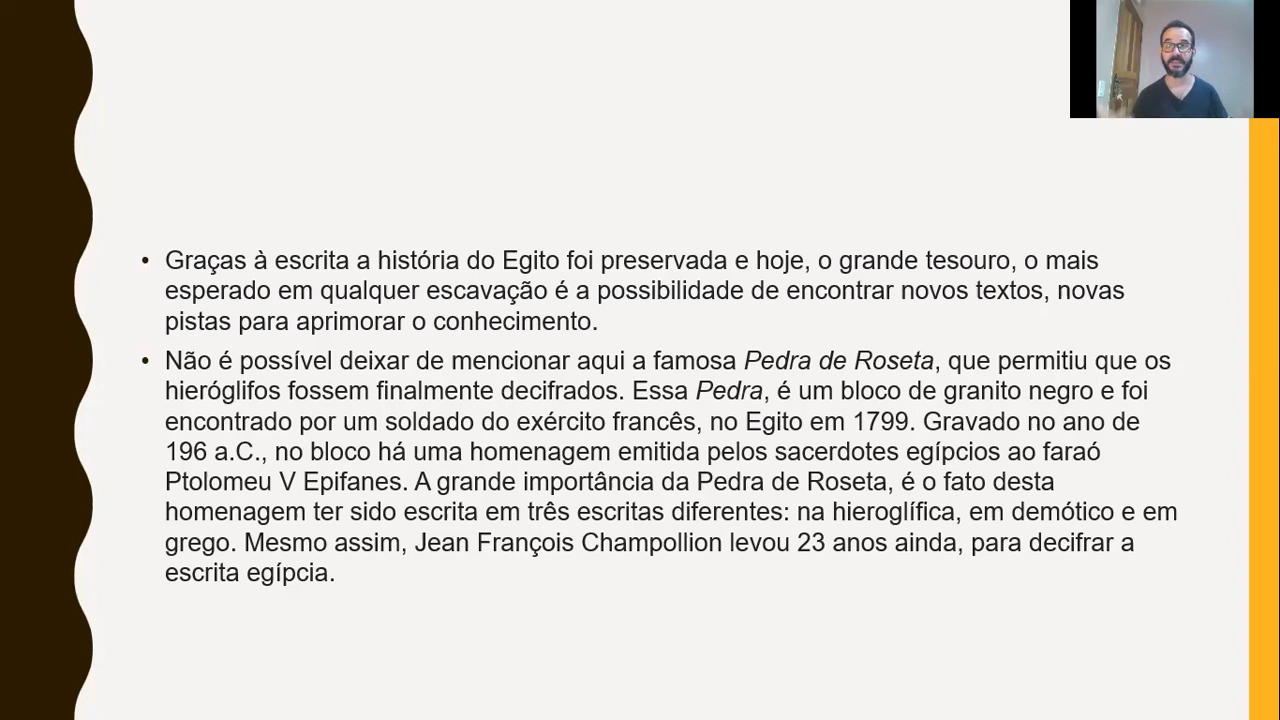 • Graças à escrita a história do Egito foi preservada e hoje, o grande tesouro, o mais
esperado em qualquer escavação é a possibilidade de encontrar novos textos, novas
pistas para aprimorar o conhecimento.
• Não é possível deixar de mencionar aqui a famosa Pedra de Roseta, que permitiu que os
hieróglifos fossem finalmente decifrados. Essa Pedra, é um bloco de granito negro e foi
encontrado por um soldado do exército francês, no Egito em 1799. Gravado no ano de
196 a.C., no bloco há uma homenagem emitida pelos sacerdotes egípcios ao faraó
Ptolomeu V Epifanes. A grande importância da Pedra de Roseta, é o fato desta
homenagem ter sido escrita em três escritas diferentes: na hieroglífica, em demótico e em
grego. Mesmo assim, Jean François Champollion levou 23 anos ainda, para decifrar a
escrita egípcia.